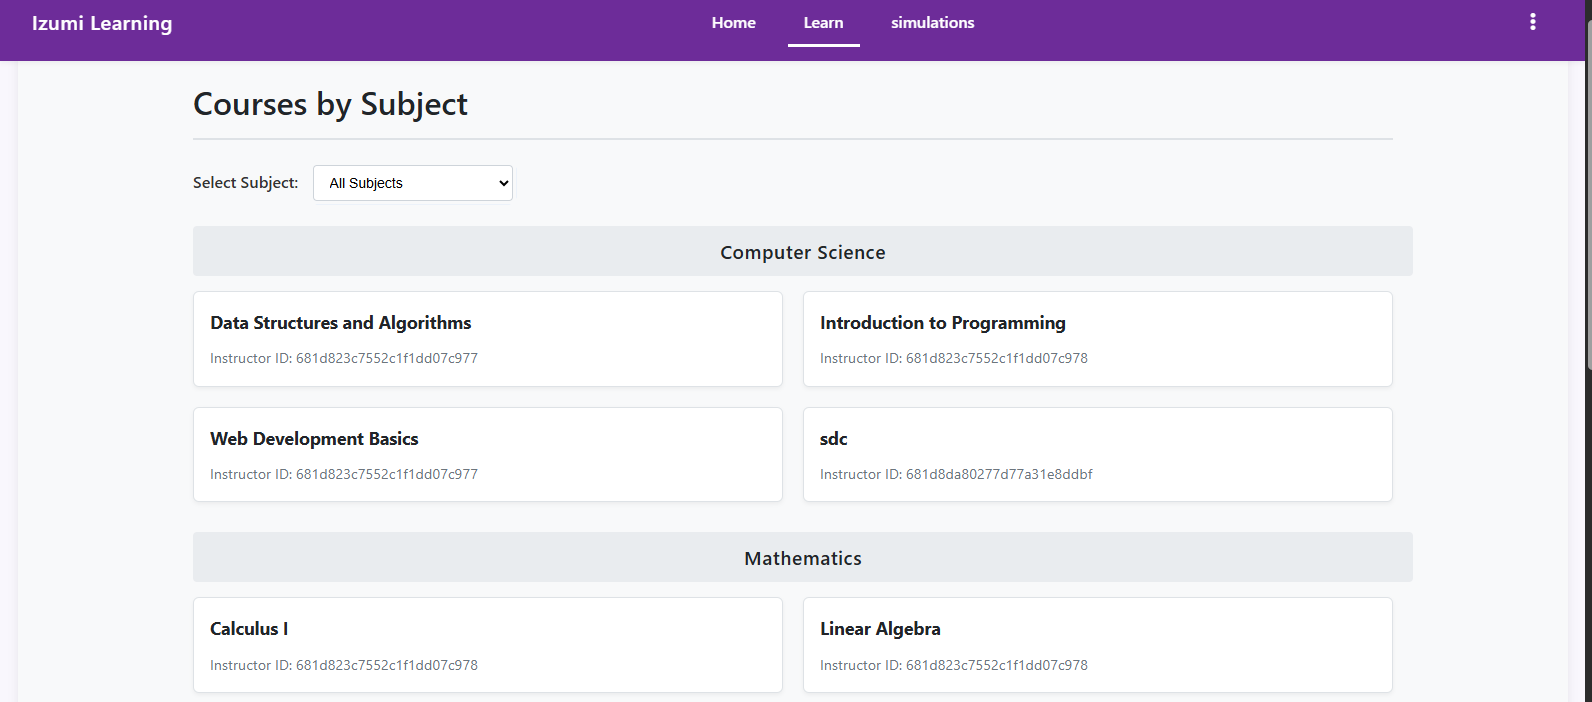 Izumi Learning
Home Learn simulations
Courses by Subject
Select Subject: All Subjects
Computer Science
Data Structures and Algorithms
Instructor ID: 681d823c7552c1f1dd07c977
Introduction to Programming
Instructor ID: 681d823c7552c1f1dd07c978
Web Development Basics
Instructor ID: 681d823c7552c1f1dd07c977
sdc
Instructor ID: 681d8da80277d77a31e8ddbf
Mathematics
Calculus I
Instructor ID: 681d823c7552c1f1dd07c978
Linear Algebra
Instructor ID: 681d823c7552c1f1dd07c978